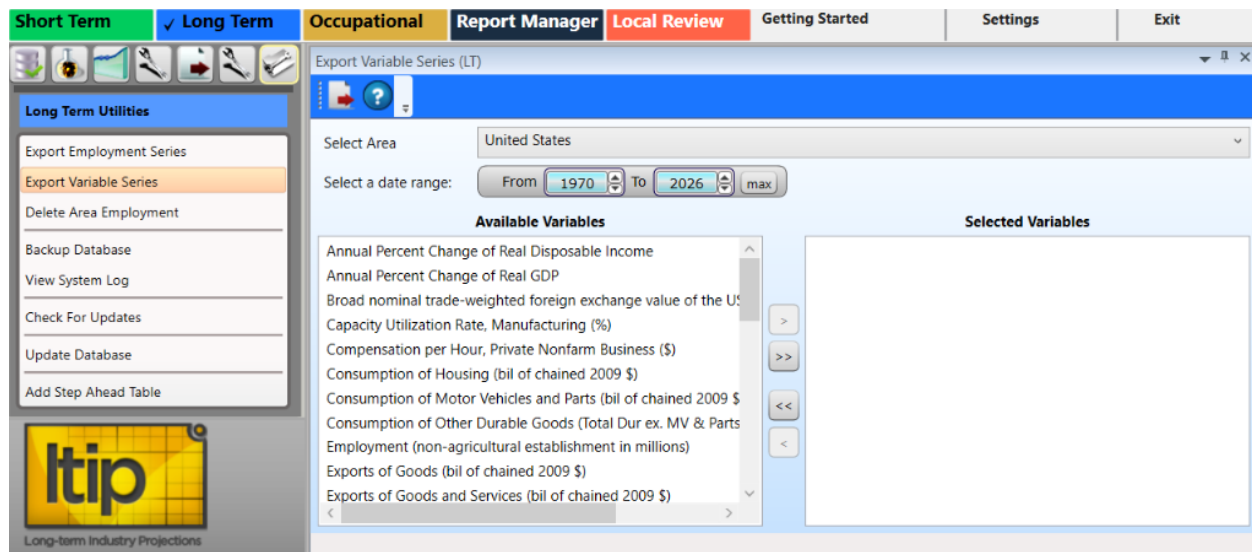 Short Term ✓ Long Term Occupational Report Manager Local Review Getting Started Settings Exit
Export Variable Series (LT)
Long Term Utilities
Export Employment Series
Export Variable Series
Delete Area Employment
Backup Database
View System Log
Check For Updates
Update Database
Add Step Ahead Table
ltip
Long-term Industry Projections
?
Select Area United States
Select a date range: From 1970 To 2026 max
Available Variables
Annual Percent Change of Real Disposable Income
Annual Percent Change of Real GDP
Broad nominal trade-weighted foreign exchange value of the US
Capacity Utilization Rate, Manufacturing (%)
Compensation per Hour, Private Nonfarm Business ($)
Consumption of Housing (bil of chained 2009 $)
Consumption of Motor Vehicles and Parts (bil of chained 2009 $
Consumption of Other Durable Goods (Total Dur ex. MV & Parts
Employment (non-agricultural establishment in millions)
Exports of Goods (bil of chained 2009 $)
Exports of Goods and Services (bil of chained 2009 $)
>
>>
<<
<
Selected Variables